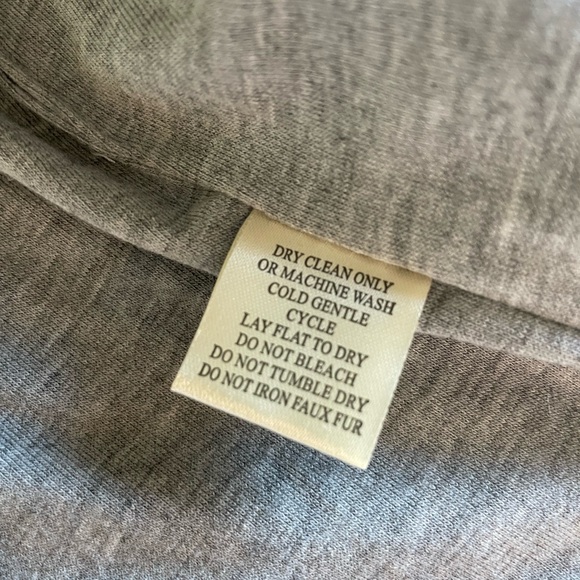 DRY CLEAN ONLY
OR MACHINE WASH
COLD GENTLE
CYCLE
LAY FLAT TO DRY
DO NOT BLEACH
DO NOT TUMBLE DRY
DO NOT IRON FAUX FUR